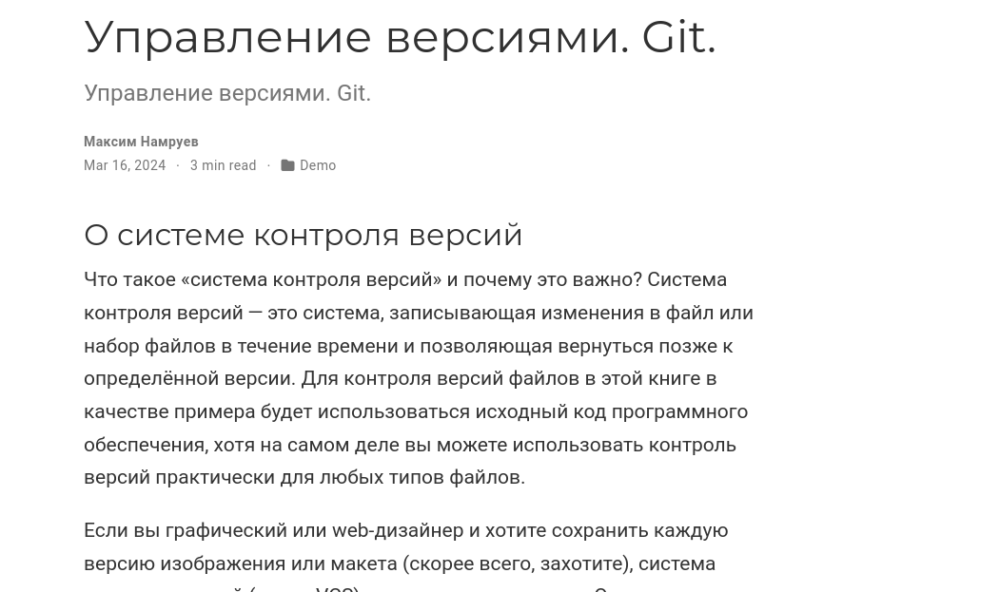 Управление версиями. Git.
Управление версиями. Git.
Максим Намруев
Mar 16, 2024 · 3 min read · Demo
О системе контроля версий
Что такое «система контроля версий» и почему это важно? Система
контроля версий — это система, записывающая изменения в файл или
набор файлов в течение времени и позволяющая вернуться позже к
определённой версии. Для контроля версий файлов в этой книге в
качестве примера будет использоваться исходный код программного
обеспечения, хотя на самом деле вы можете использовать контроль
версий практически для любых типов файлов.
Если вы графический или web-дизайнер и хотите сохранить каждую
версию изображения или макета (скорее всего, захотите), система